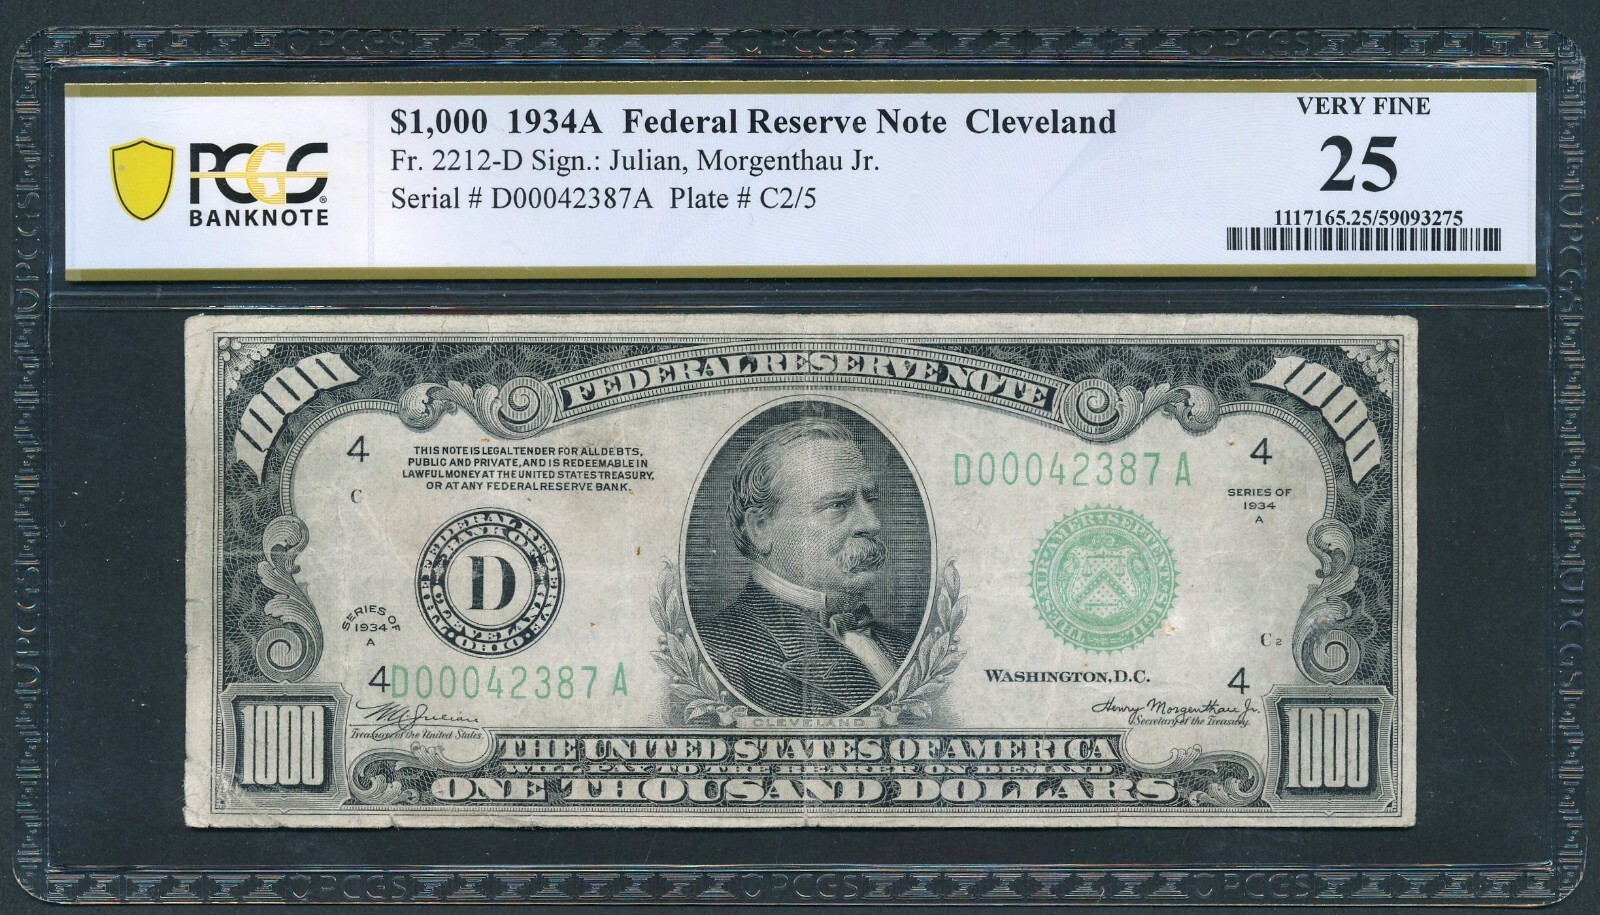 $1,000 1934A Federal Reserve Note Cleveland
Fr. 2212-D Sign.: Julian, Morgenthau Jr.
Serial # D00042387A Plate # C2/5
PCGS
BANKNOTE
VERY FINE
25
1117165.25/59093275
1000
FEDERAL RESERVE NOTE
1000
4
THIS NOTE IS LEGAL TENDER FOR ALL DEBTS,
PUBLIC AND PRIVATE, AND IS REDEEMABLE IN
LAWFUL MONEY AT THE UNITED STATES TREASURY,
OR AT ANY FEDERAL RESERVE BANK.
C
D00042387A
4
SERIES OF
1934
A
D
SERIES OF
1934
A
C2
4
D00042387A
WASHINGTON, D.C.
4
W A Julian
Treasurer of the United States.
Henry Morgenthau Jr.
Secretary of the Treasury.
CLEVELAND
1000
THE UNITED STATES OF AMERICA
WILL PAY TO THE BEARER ON DEMAND
ONE THOUSAND DOLLARS
1000